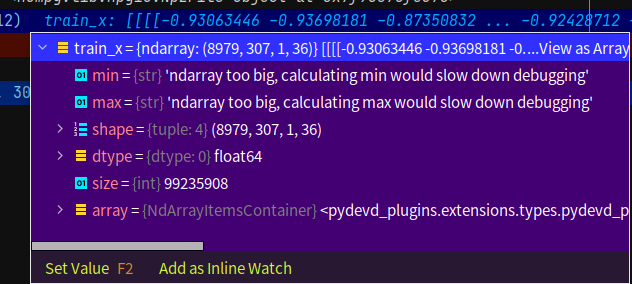 12) train_x: [[[[-0.93063446 -0.93698181 -0.87350832 ... -0.92428712 -
train_x = {ndarray: (8979, 307, 1, 36)} [[[[-0.93063446 -0.93698181 -0....View as Array
min = {str} 'ndarray too big, calculating min would slow down debugging'
max = {str} 'ndarray too big, calculating max would slow down debugging'
shape = {tuple: 4} (8979, 307, 1, 36)
dtype = {dtype: 0} float64
30
size = {int} 99235908
array = {NdArrayItemsContainer} <pydevd_plugins.extensions.types.pydevd_p
Set Value F2 Add as Inline Watch